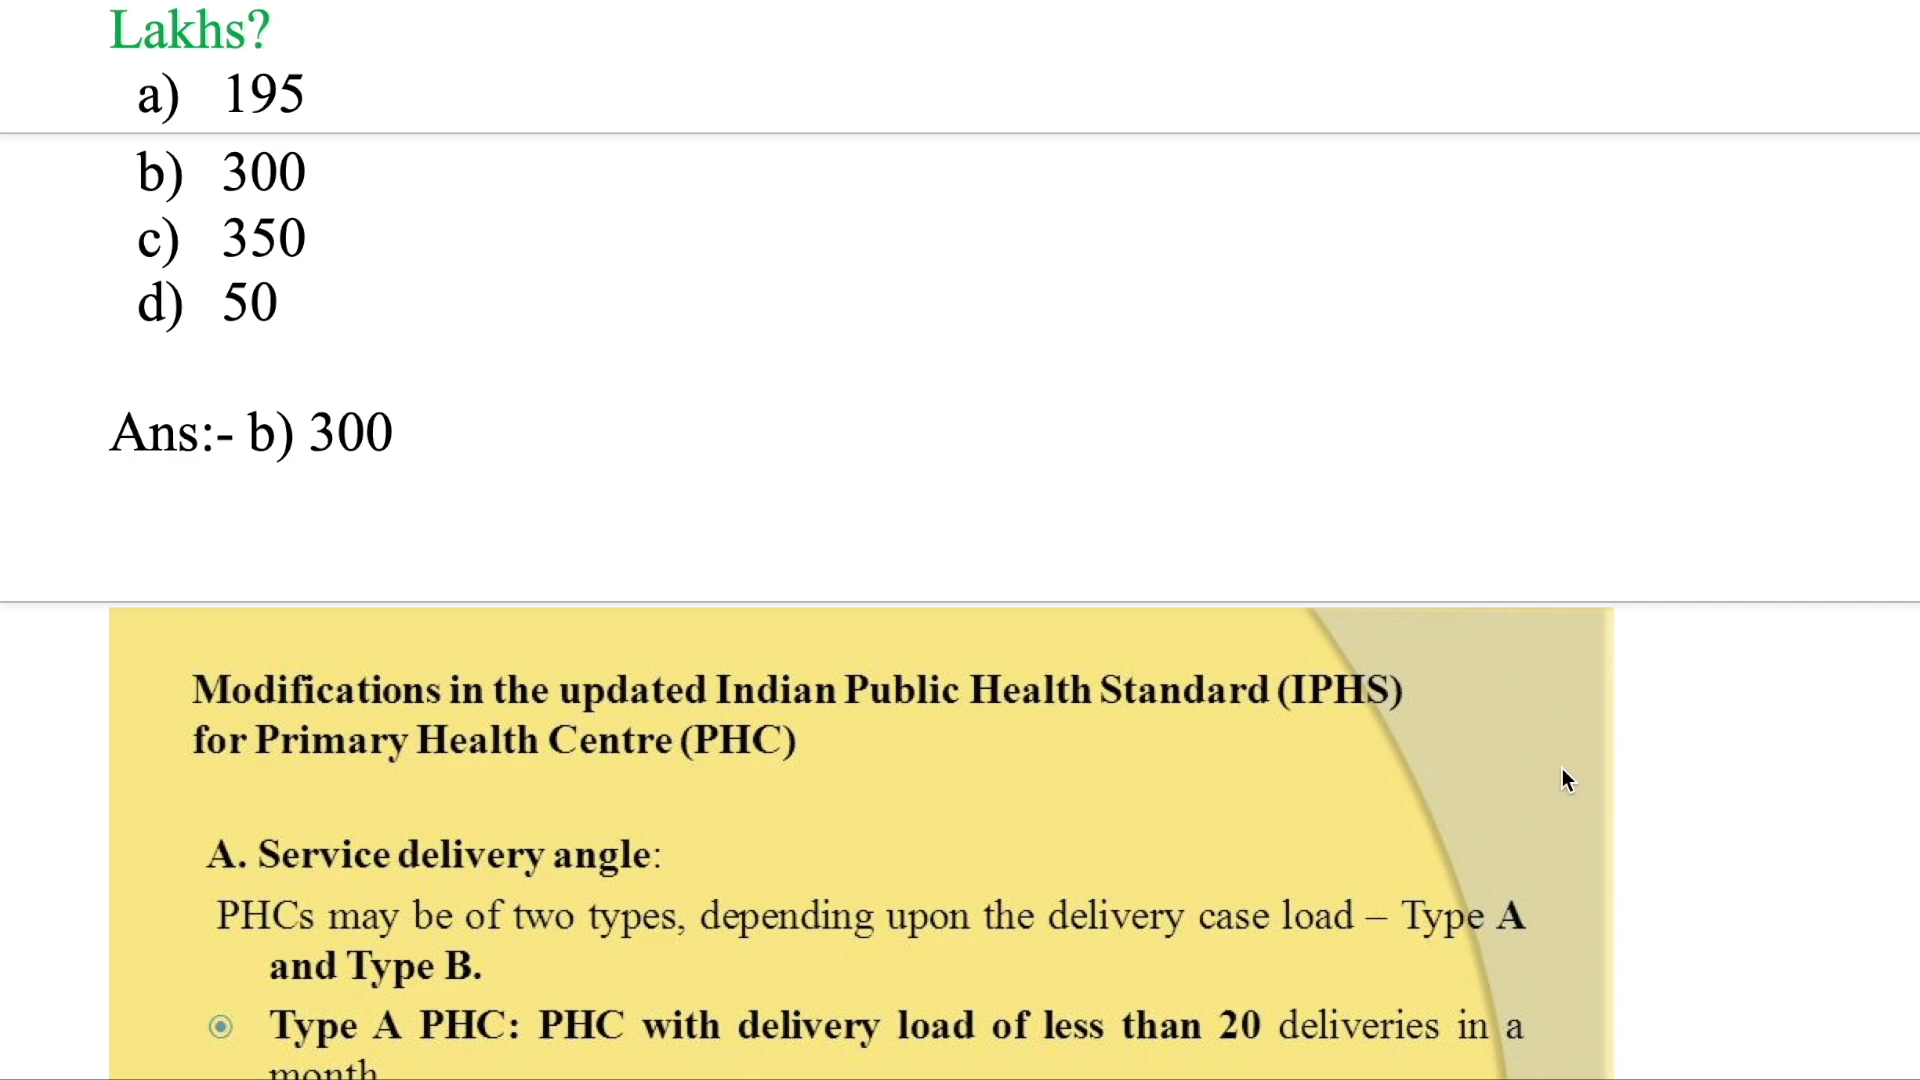 Lakhs?
a) 195
b) 300
c) 350
d) 50
Ans:- b) 300
Modifications in the updated Indian Public Health Standard (IPHS)
for Primary Health Centre (PHC)
A. Service delivery angle:
PHCs may be of two types, depending upon the delivery case load – Type A
and Type B.
Type A PHC: PHC with delivery load of less than 20 deliveries in a
month